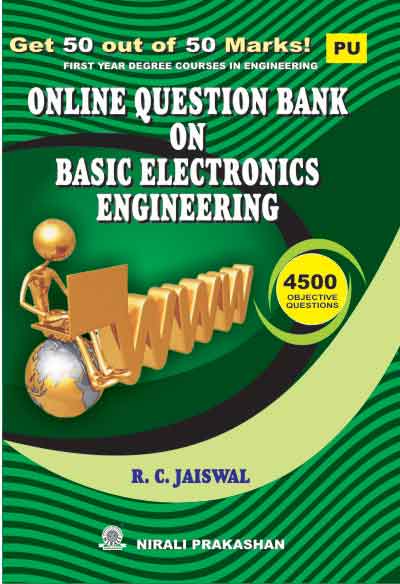 Get 50 out of 50 Marks!
PU
FIRST YEAR DEGREE COURSES IN ENGINEERING
ONLINE QUESTION BANK
ON
BASIC ELECTRONICS
ENGINEERING
4500
OBJECTIVE
QUESTIONS
WWW
R. C. JAISWAL
NIRALI PRAKASHAN